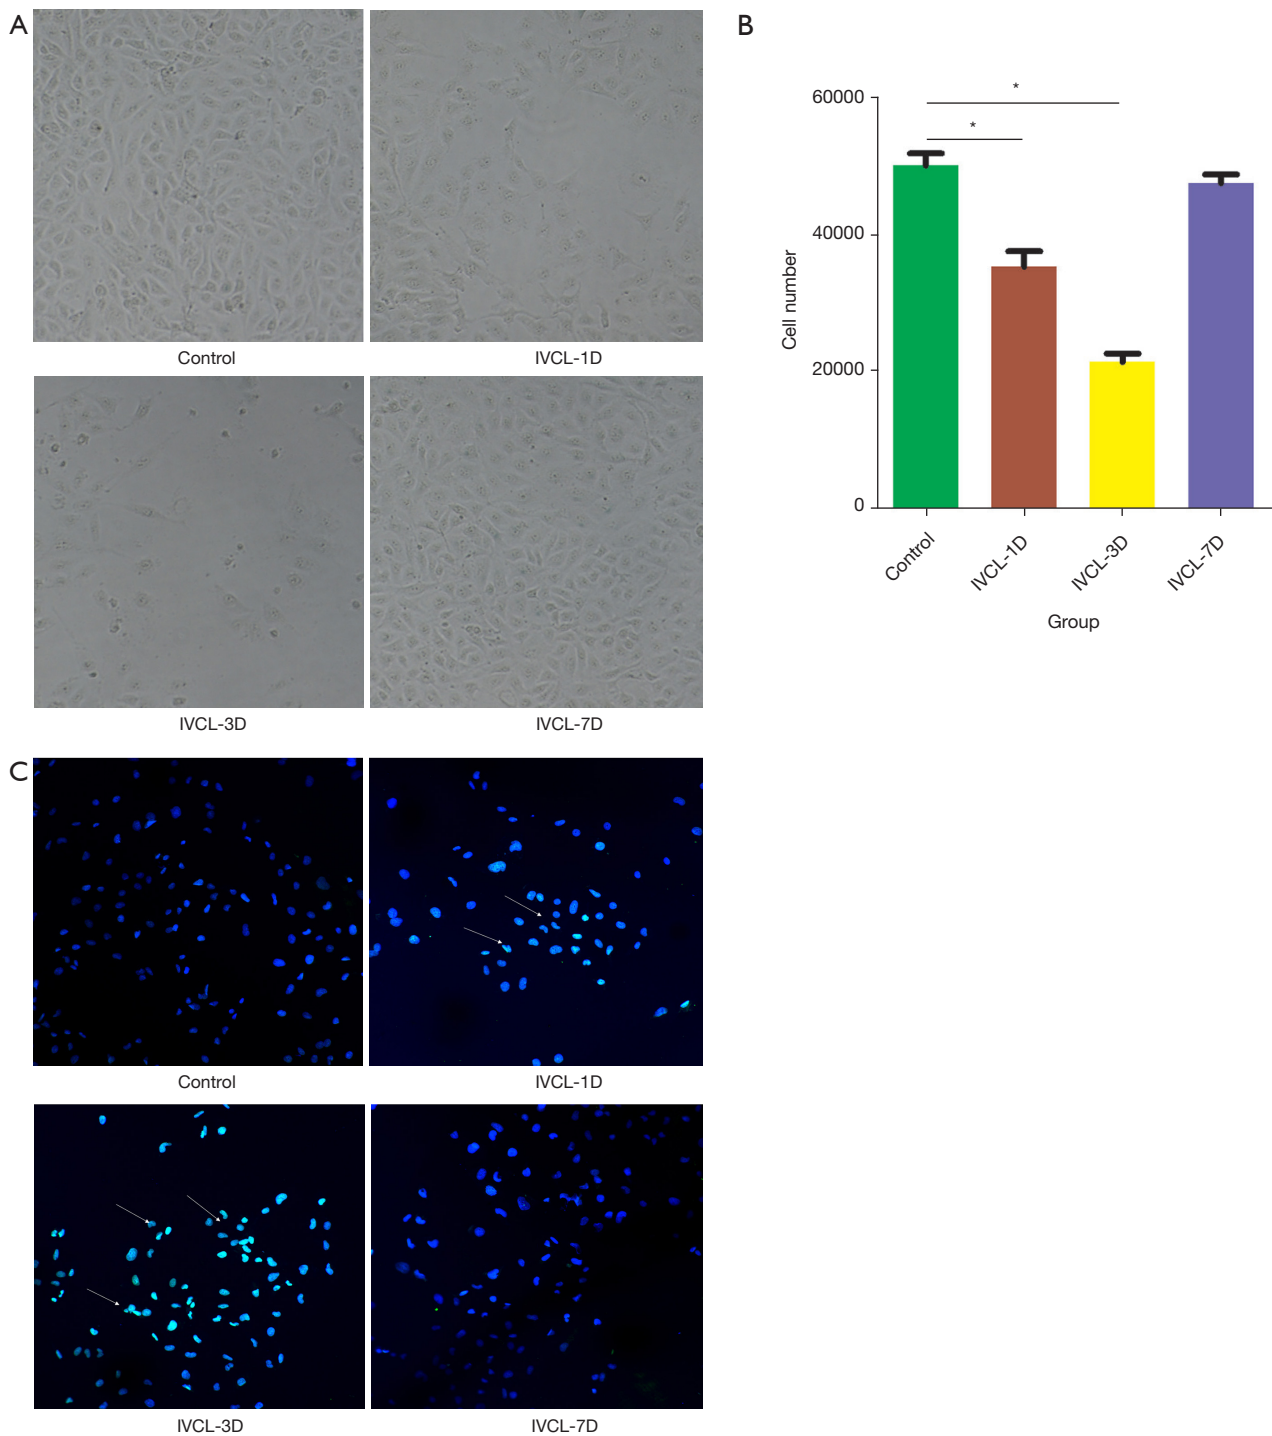 A
Control
IVCL-1D
IVCL-3D
IVCL-7D
B
60000
40000
20000
0
Cell number
*
*
Control
IVCL-1D
IVCL-3D
IVCL-7D
Group
C
Control
IVCL-1D
IVCL-3D
IVCL-7D